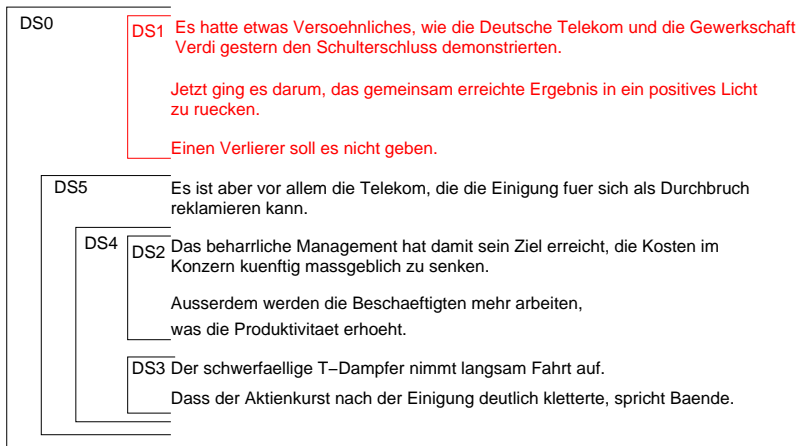 DS0
DS1 Es hatte etwas Versoehnliches, wie die Deutsche Telekom und die Gewerkschaft
Verdi gestern den Schulterschluss demonstrierten.
Jetzt ging es darum, das gemeinsam erreichte Ergebnis in ein positives Licht
zu ruecken.
Einen Verlierer soll es nicht geben.
DS5 Es ist aber vor allem die Telekom, die die Einigung fuer sich als Durchbruch
reklamieren kann.
DS4 DS2 Das beharrliche Management hat damit sein Ziel erreicht, die Kosten im
Konzern kuenftig massgeblich zu senken.
Ausserdem werden die Beschaeftigten mehr arbeiten,
was die Produktivitaet erhoeht.
DS3 Der schwerfaellige T−Dampfer nimmt langsam Fahrt auf.
Dass der Aktienkurst nach der Einigung deutlich kletterte, spricht Baende.